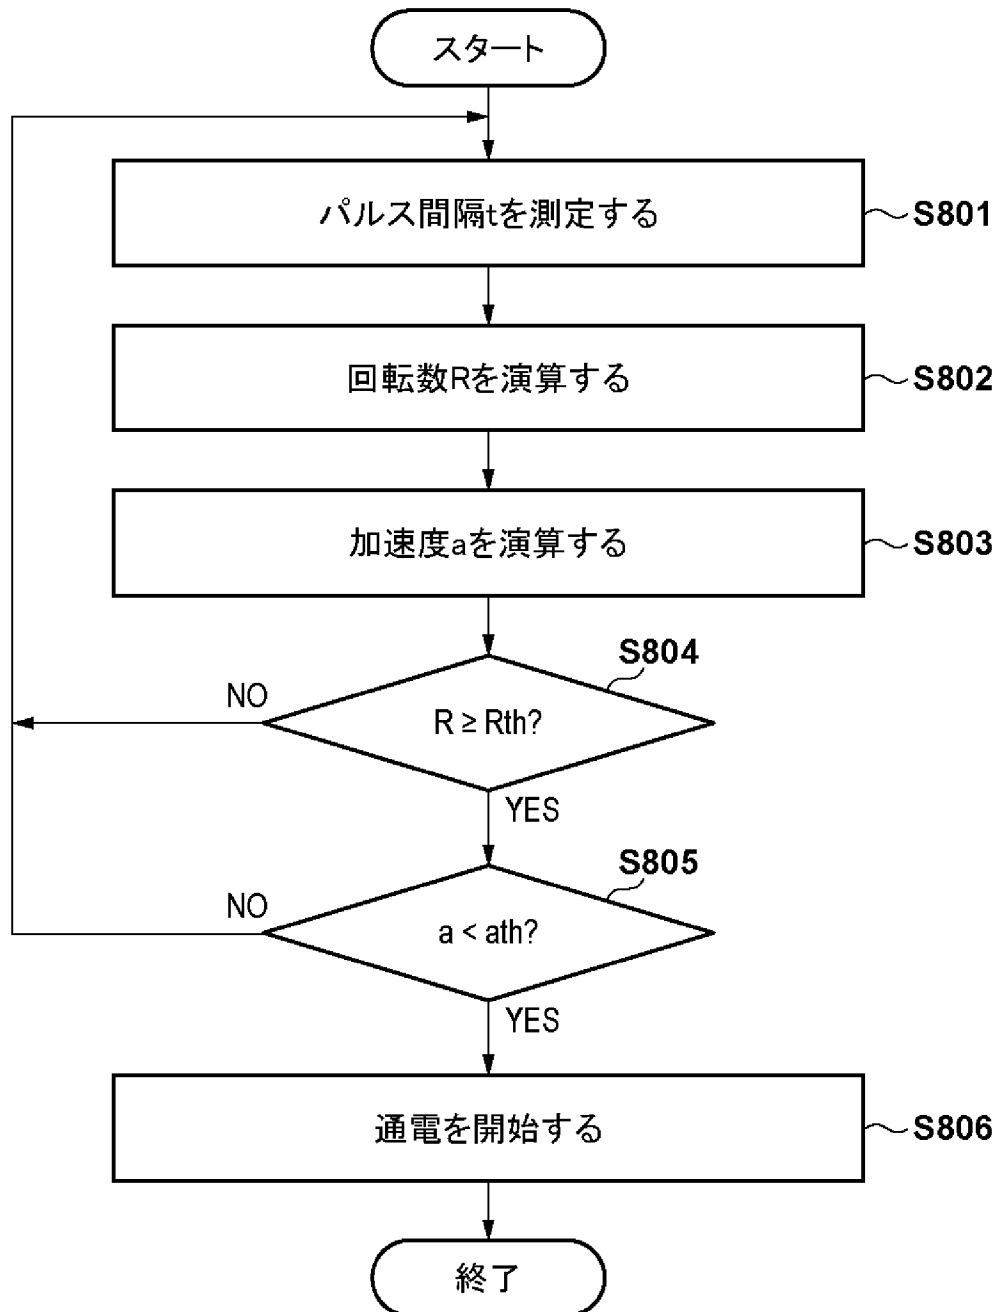 スタート
パルス間隔tを測定する
S801
回転数Rを演算する
S802
加速度aを演算する
S803
S804
NO
R ≥ Rth?
YES
S805
NO
a < ath?
YES
通電を開始する
S806
終了